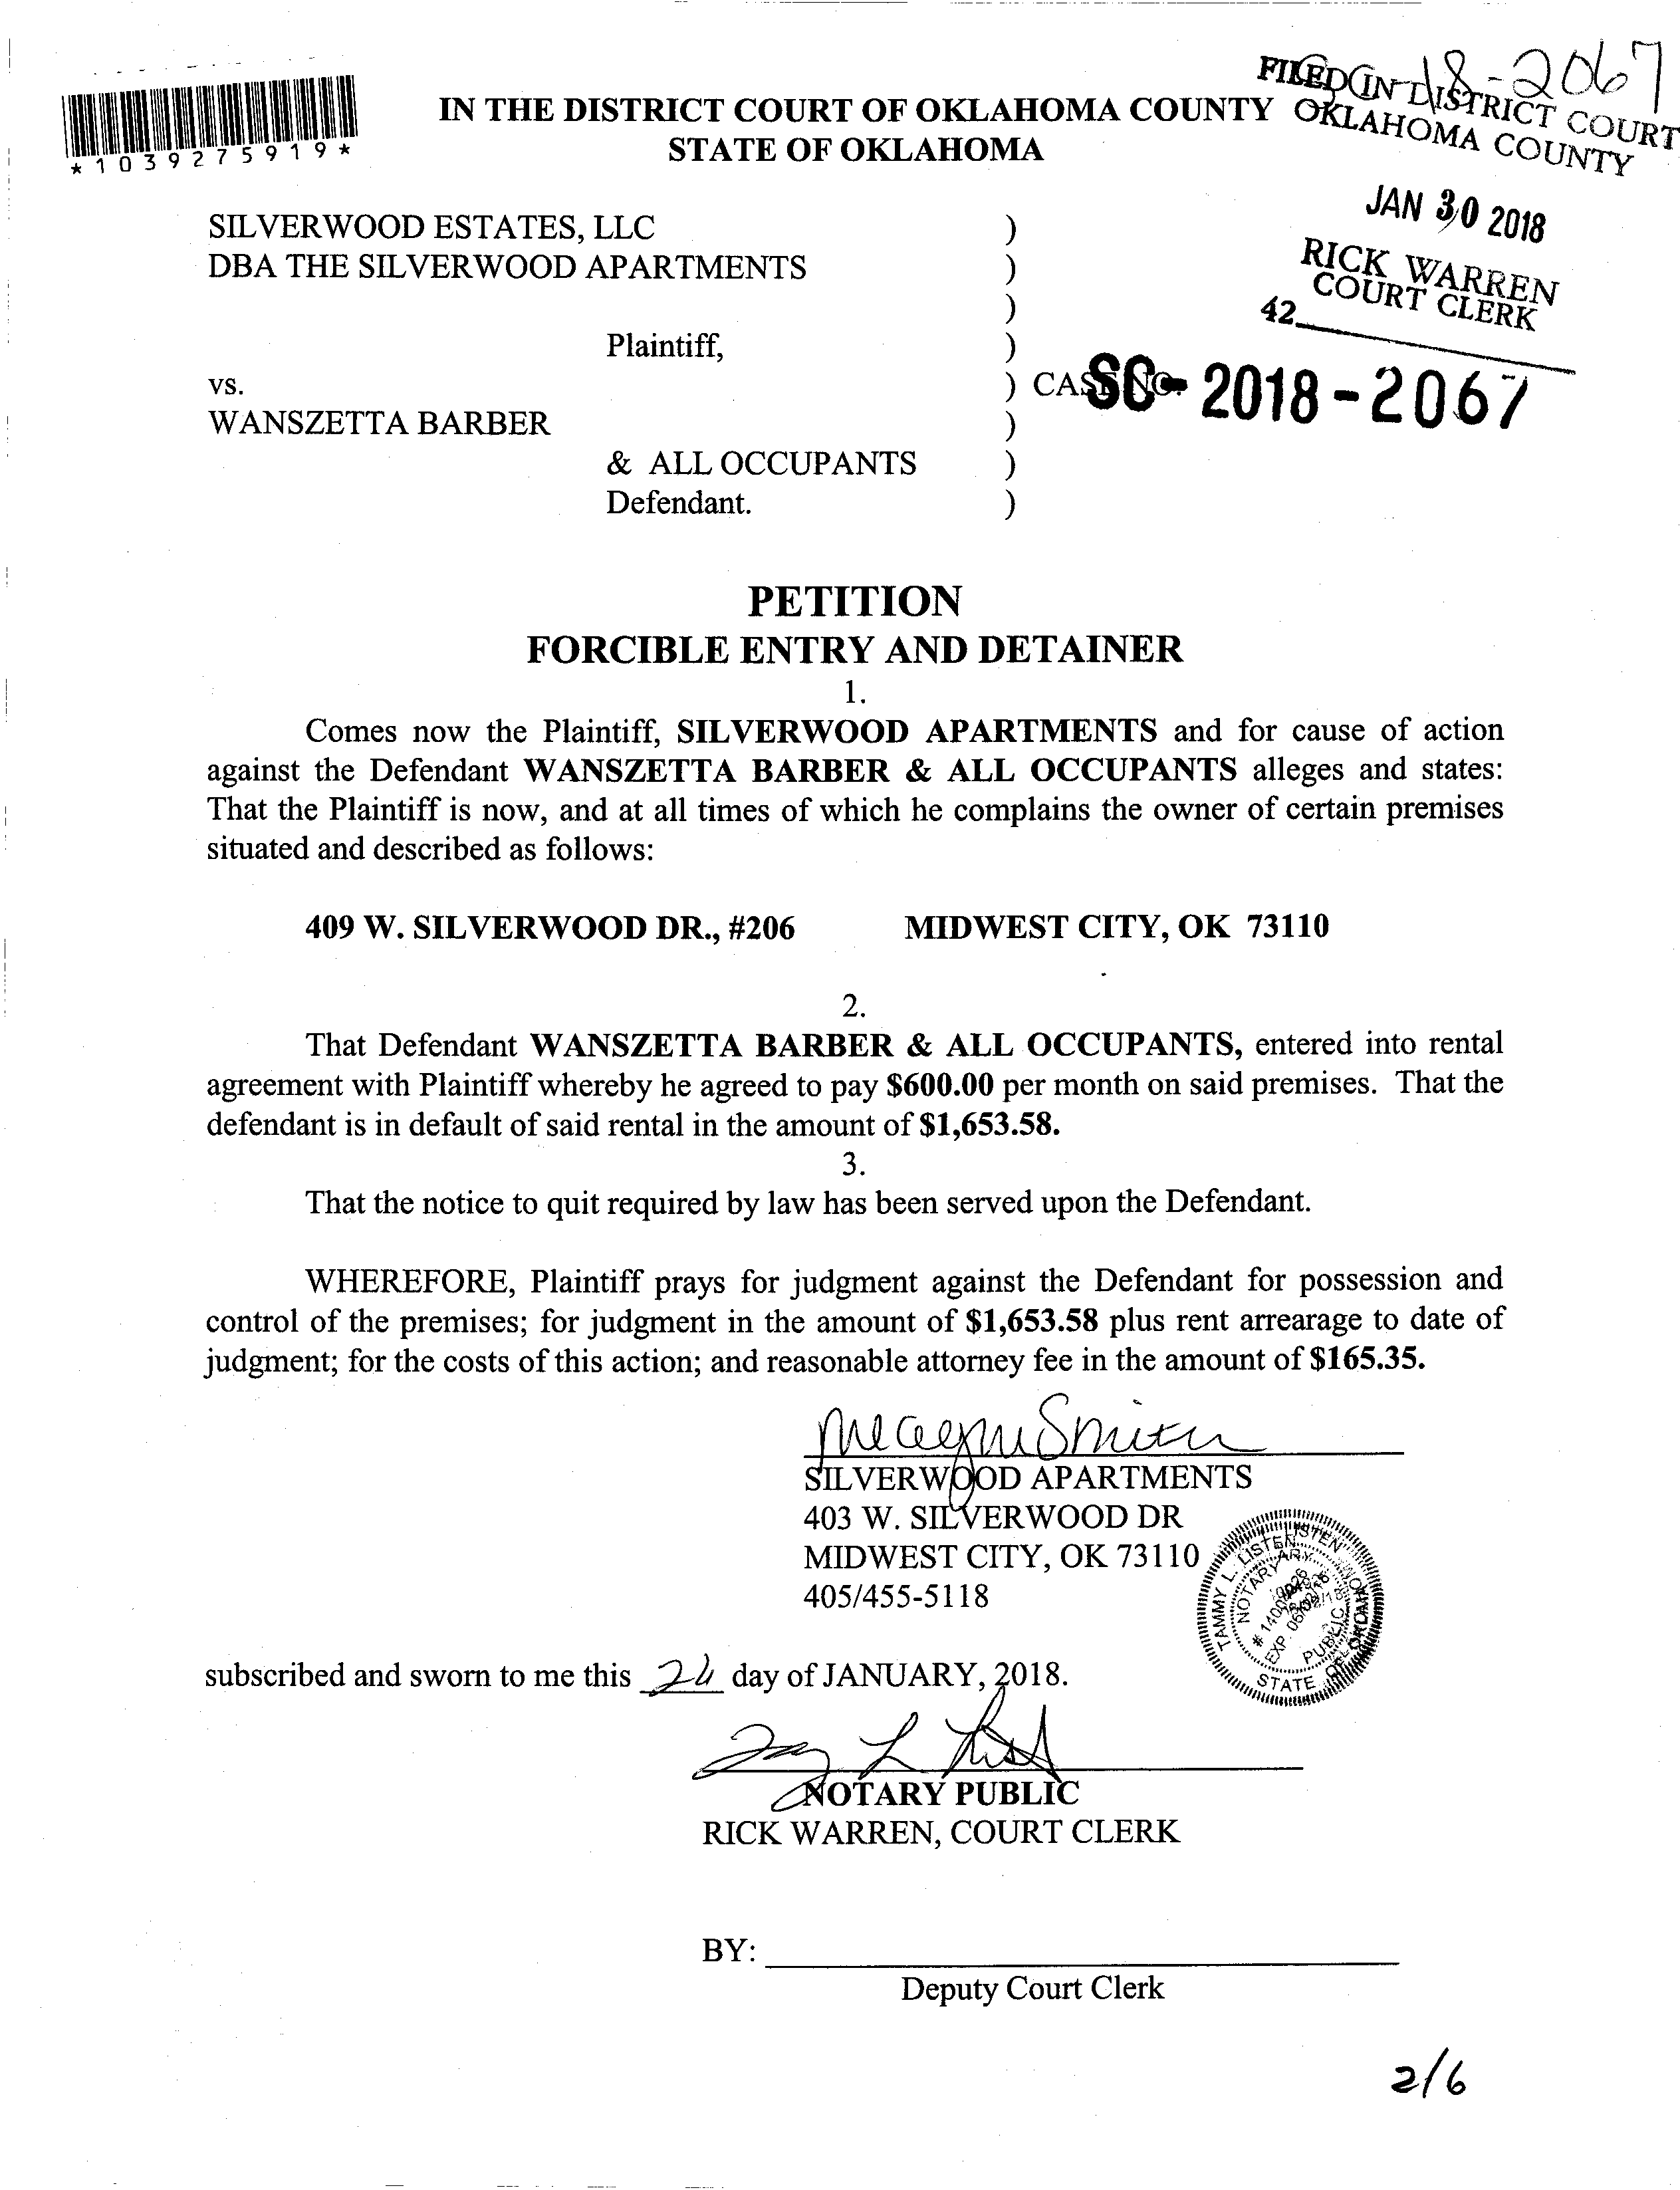 18-2067
FILED IN DISTRICT COURT
OKLAHOMA COUNTY
*1039275919*
IN THE DISTRICT COURT OF OKLAHOMA COUNTY
STATE OF OKLAHOMA
JAN 30 2018
RICK WARREN
COURT CLERK
42
SILVERWOOD ESTATES, LLC )
DBA THE SILVERWOOD APARTMENTS )
)
Plaintiff, )
vs. ) CASE NO. SC-2018-2067
WANSZETTA BARBER )
& ALL OCCUPANTS )
Defendant. )
PETITION
FORCIBLE ENTRY AND DETAINER
1.
Comes now the Plaintiff, SILVERWOOD APARTMENTS and for cause of action
against the Defendant WANSZETTA BARBER & ALL OCCUPANTS alleges and states:
That the Plaintiff is now, and at all times of which he complains the owner of certain premises
situated and described as follows:
409 W. SILVERWOOD DR., #206 MIDWEST CITY, OK 73110
2.
That Defendant WANSZETTA BARBER & ALL OCCUPANTS, entered into rental
agreement with Plaintiff whereby he agreed to pay $600.00 per month on said premises. That the
defendant is in default of said rental in the amount of $1,653.58.
3.
That the notice to quit required by law has been served upon the Defendant.
WHEREFORE, Plaintiff prays for judgment against the Defendant for possession and
control of the premises; for judgment in the amount of $1,653.58 plus rent arrearage to date of
judgment; for the costs of this action; and reasonable attorney fee in the amount of $165.35.
Smith
SILVERWOOD APARTMENTS
403 W. SILVERWOOD DR
MIDWEST CITY, OK 73110
405/455-5118
TAMMY L. LISTEN
NOTARY
PUBLIC
STATE OF OKLAHOMA
subscribed and sworn to me this 24 day of JANUARY, 2018.
NOTARY PUBLIC
RICK WARREN, COURT CLERK
BY:
Deputy Court Clerk
2/6